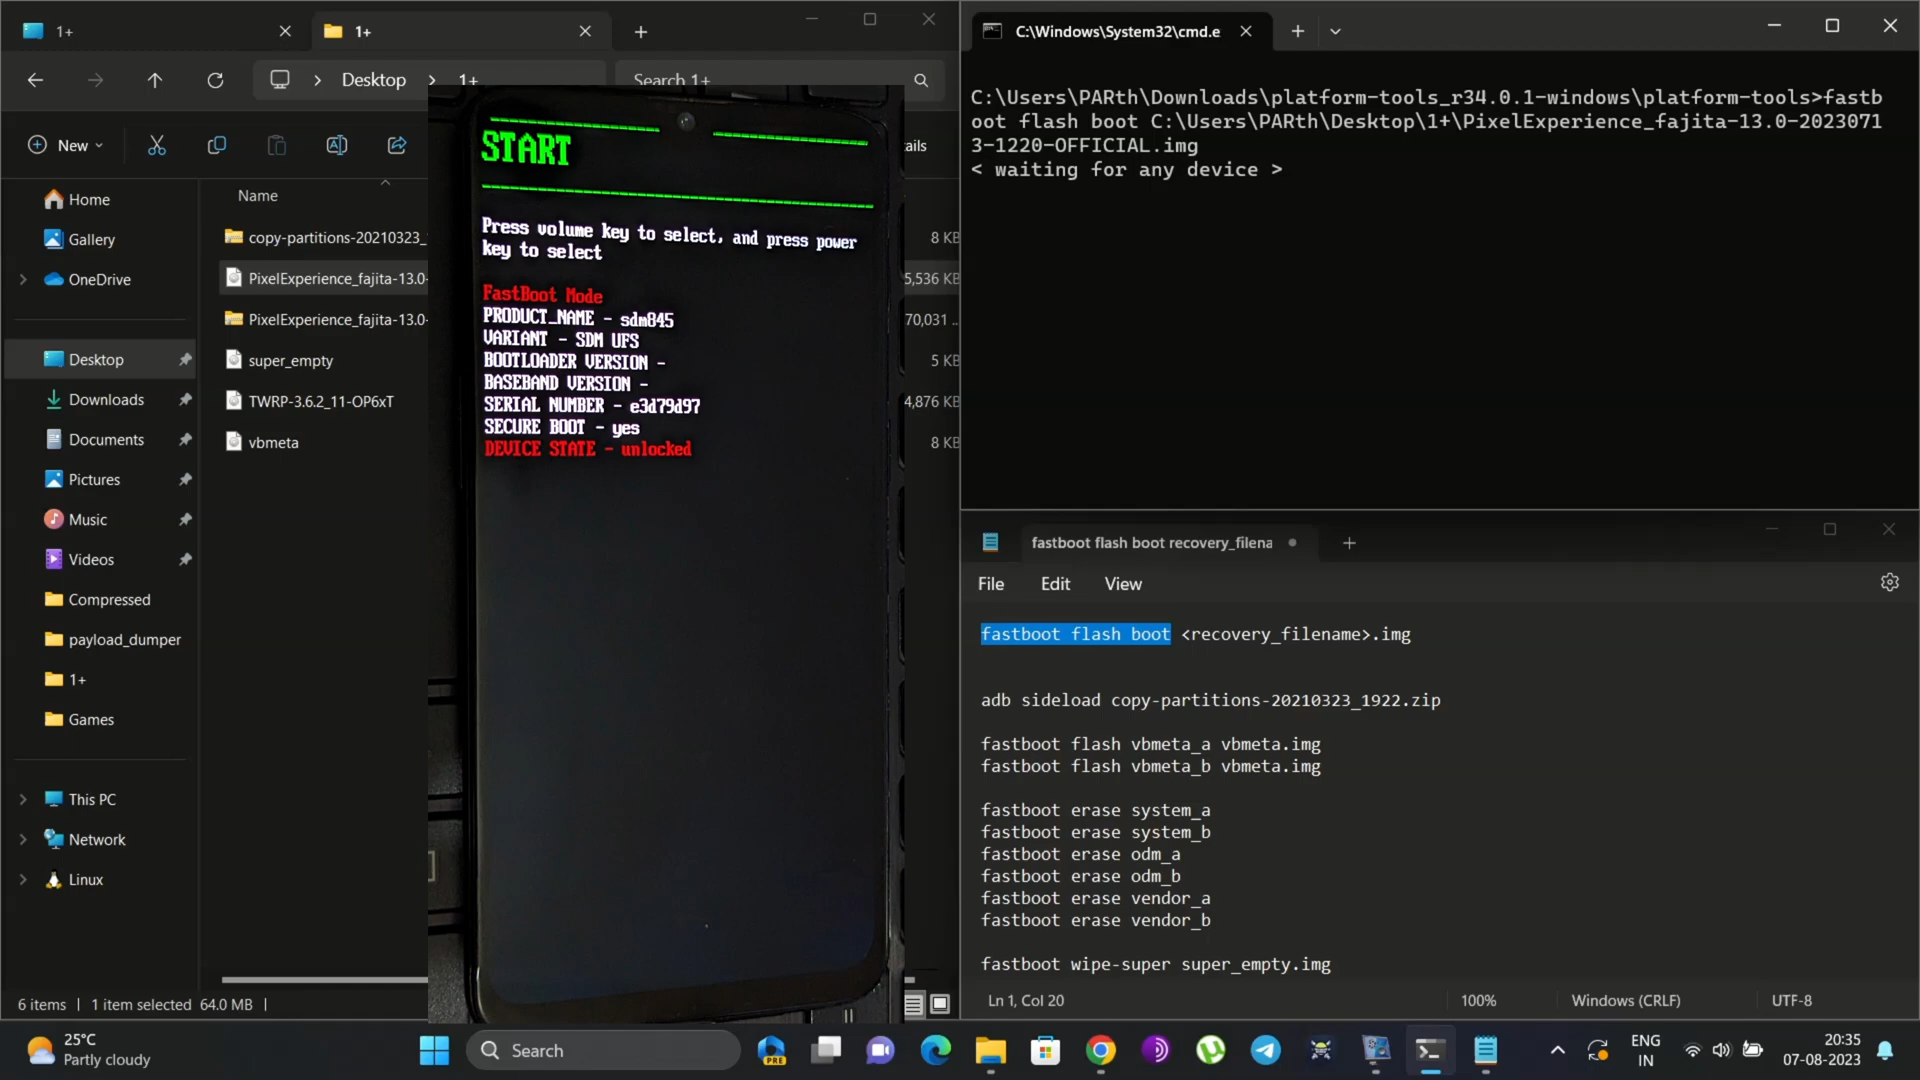 1+
1+
Desktop
1+
Search 1+
New
ails
Home
Gallery
OneDrive
Desktop
Downloads
Documents
Pictures
Music
Videos
Compressed
payload_dumper
1+
Games
This PC
Network
Linux
Name
copy-partitions-20210323_
8 KB
PixelExperience_fajita-13.0-
5,536 KB
PixelExperience_fajita-13.0-
70,031 ...
super_empty
5 KB
TWRP-3.6.2_11-OP6xT
4,876 KB
vbmeta
8 KB
6 items
1 item selected 64.0 MB
START
Press volume key to select, and press power
key to select
FastBoot Mode
PRODUCT_NAME - sdm845
VARIANT - SDM UFS
BOOTLOADER VERSION -
BASEBAND VERSION -
SERIAL NUMBER - e3d79d97
SECURE BOOT - yes
DEVICE STATE - unlocked
C:\Windows\System32\cmd.e
C:\Users\PARth\Downloads\platform-tools_r34.0.1-windows\platform-tools>fastb
oot flash boot C:\Users\PARth\Desktop\1+\PixelExperience_fajita-13.0-2023071
3-1220-OFFICIAL.img
< waiting for any device >
fastboot flash boot recovery_filena
File
Edit
View
fastboot flash boot <recovery_filename>.img
adb sideload copy-partitions-20210323_1922.zip
fastboot flash vbmeta_a vbmeta.img
fastboot flash vbmeta_b vbmeta.img
fastboot erase system_a
fastboot erase system_b
fastboot erase odm_a
fastboot erase odm_b
fastboot erase vendor_a
fastboot erase vendor_b
fastboot wipe-super super_empty.img
Ln 1, Col 20
100%
Windows (CRLF)
UTF-8
25°C
Partly cloudy
Search
PRE
ENG
IN
20:35
07-08-2023